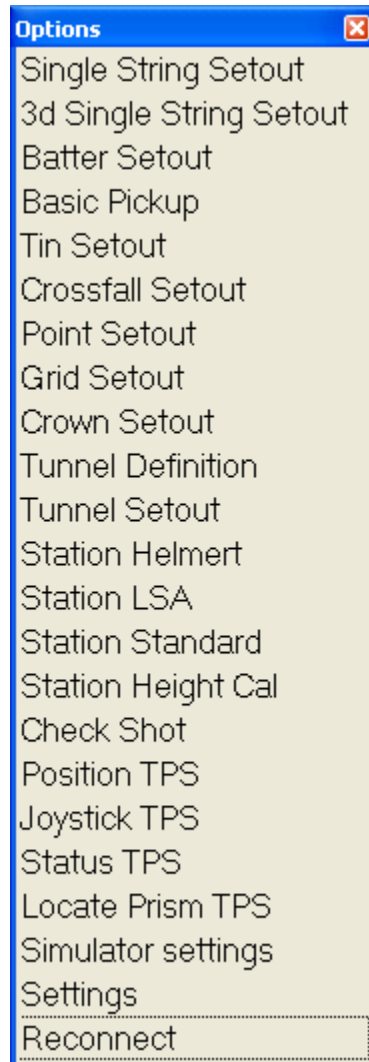 Options
Single String Setout
3d Single String Setout
Batter Setout
Basic Pickup
Tin Setout
Crossfall Setout
Point Setout
Grid Setout
Crown Setout
Tunnel Definition
Tunnel Setout
Station Helmert
Station LSA
Station Standard
Station Height Cal
Check Shot
Position TPS
Joystick TPS
Status TPS
Locate Prism TPS
Simulator settings
Settings
Reconnect